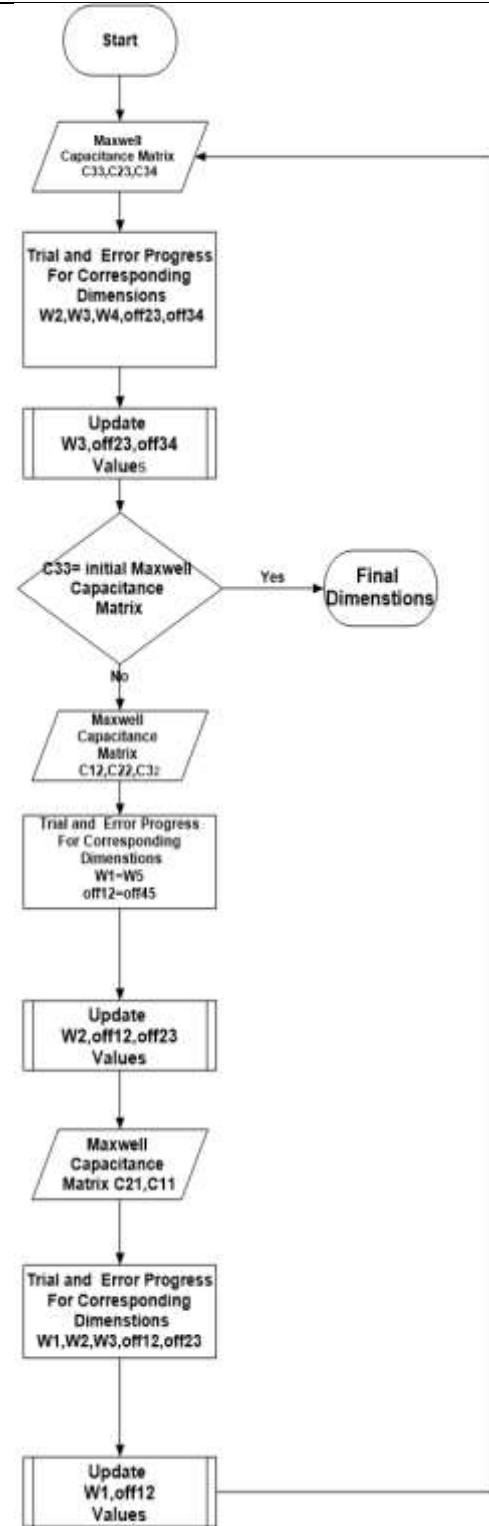 Start
Maxwell
Capacitance Matrix
C33,C23,C34
Trial and Error Progress
For Corresponding
Dimensions
W2,W3,W4,off23,off34
Update
W3,off23,off34
Values
C33= initial Maxwell
Capacitance
Matrix
Yes
Final
Dimenstions
No
Maxwell
Capacitance
Matrix
C12,C22,C32
Trial and Error Progress
For Corresponding
Dimenstions
W1=W5
off12=off45
Update
W2,off12,off23
Values
Maxwell
Capacitance
Matrix C21,C11
Trial and Error Progress
For Corresponding
Dimenstions
W1,W2,W3,off12,off23
Update
W1,off12
Values